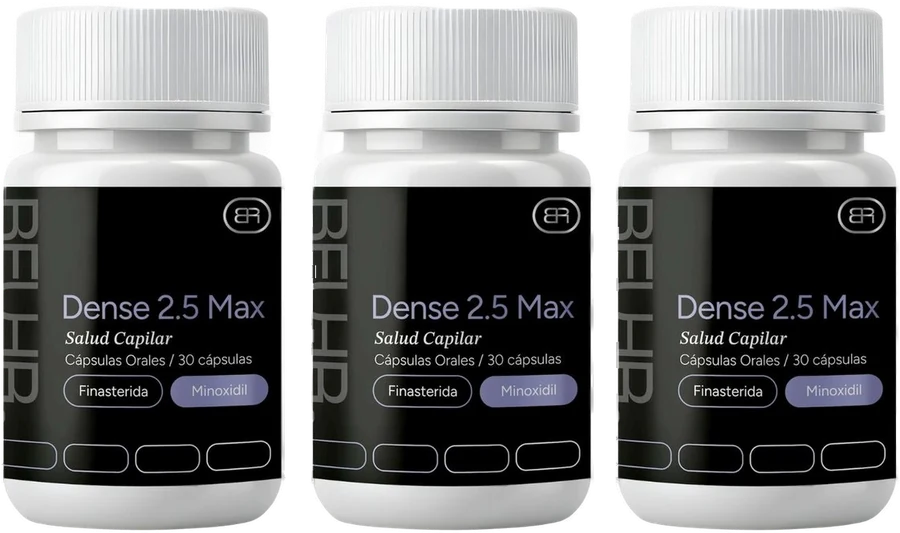 BR
BELHR
Dense 2.5 Max
Salud Capilar
Cápsulas Orales / 30 cápsulas
Finasterida Minoxidil
BR
BELHR
Dense 2.5 Max
Salud Capilar
Cápsulas Orales / 30 cápsulas
Finasterida Minoxidil
BR
BELHR
Dense 2.5 Max
Salud Capilar
Cápsulas Orales / 30 cápsulas
Finasterida Minoxidil